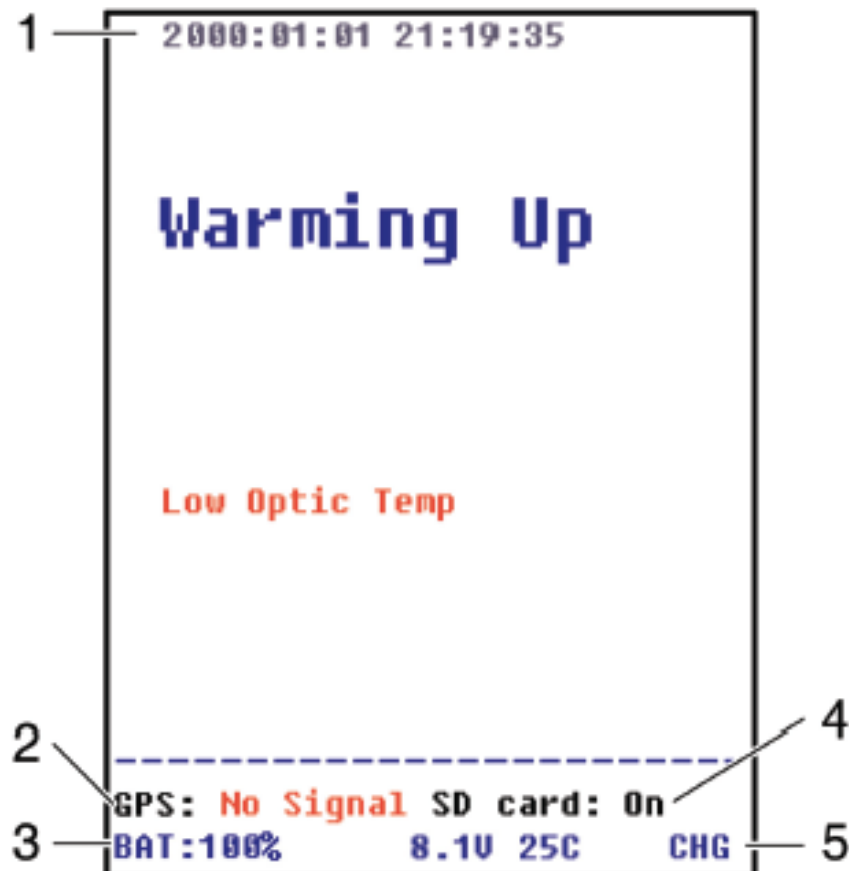 1 2000:01:01 21:19:35
Warming Up
Low Optic Temp
2 4
GPS: No Signal SD card: On
3 BAT:100% 8.1V 25C CHG 5